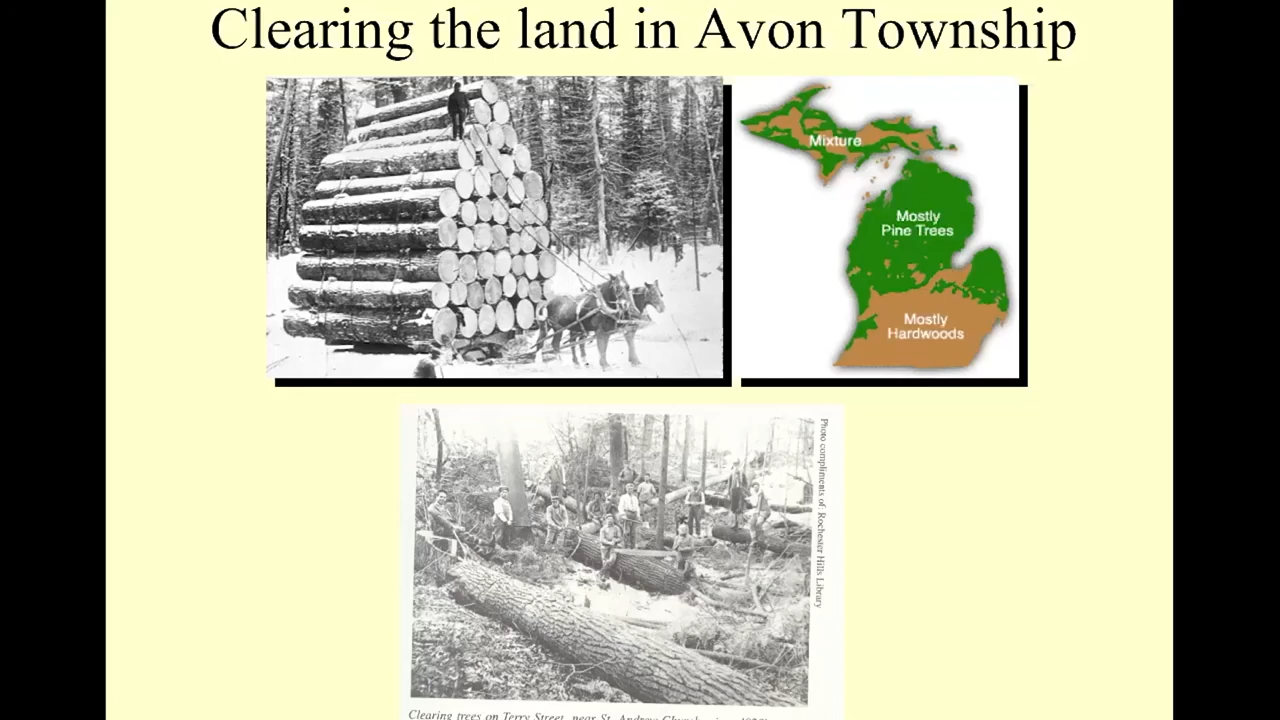 Clearing the land in Avon Township
Mixture
Mostly
Pine Trees
Mostly
Hardwoods
Photo compliments of: Rochester Hills Library
Clearing trees on Terry Street, near St. Andrew